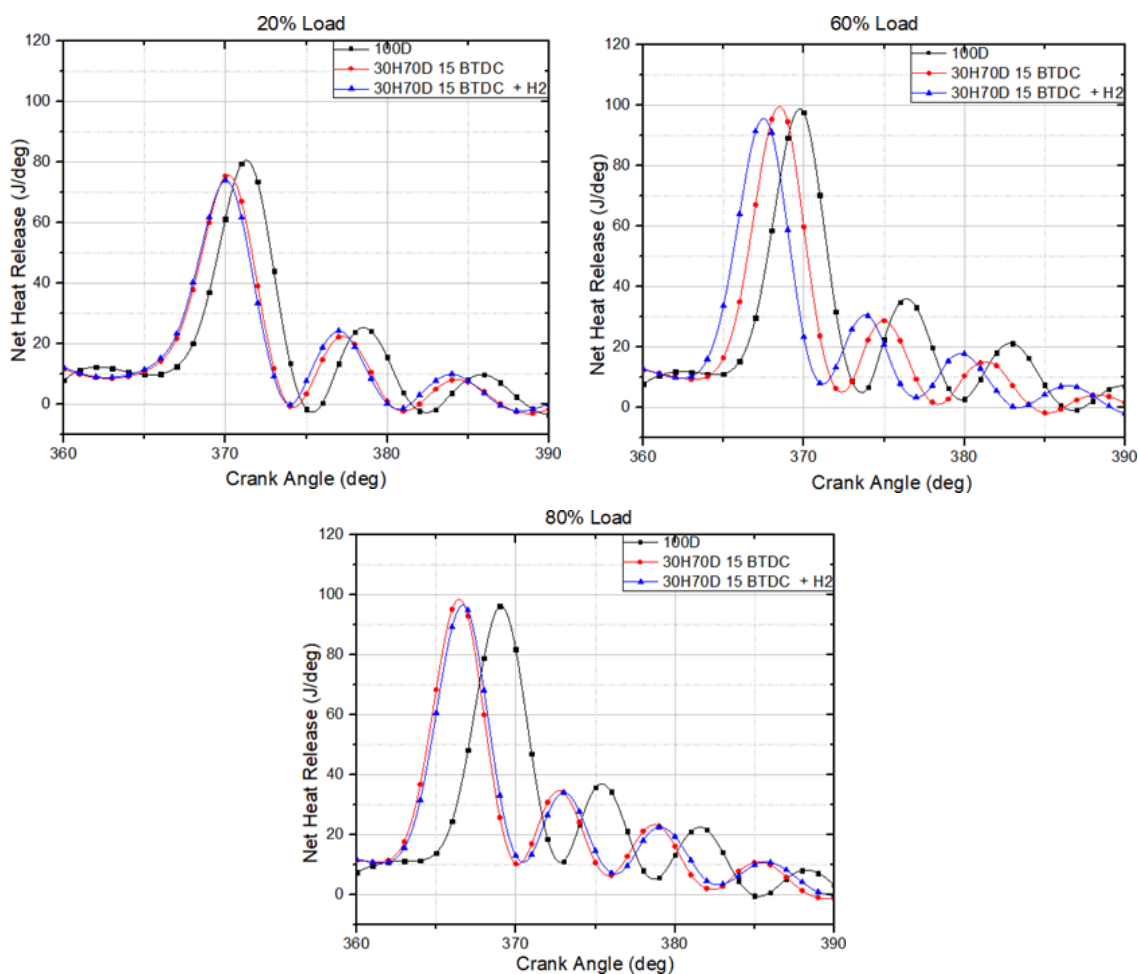 20% Load
120
100
80
60
40
20
0
Net Heat Release (J/deg)
100D
30H70D 15 BTDC
30H70D 15 BTDC + H2
360
370
380
390
Crank Angle (deg)
60% Load
120
100
80
60
40
20
0
Net Heat Release (J/deg)
100D
30H70D 15 BTDC
30H70D 15 BTDC + H2
360
370
380
390
Crank Angle (deg)
80% Load
120
100
80
60
40
20
0
Net Heat Release (J/deg)
100D
30H70D 15 BTDC
30H70D 15 BTDC + H2
360
370
380
390
Crank Angle (deg)